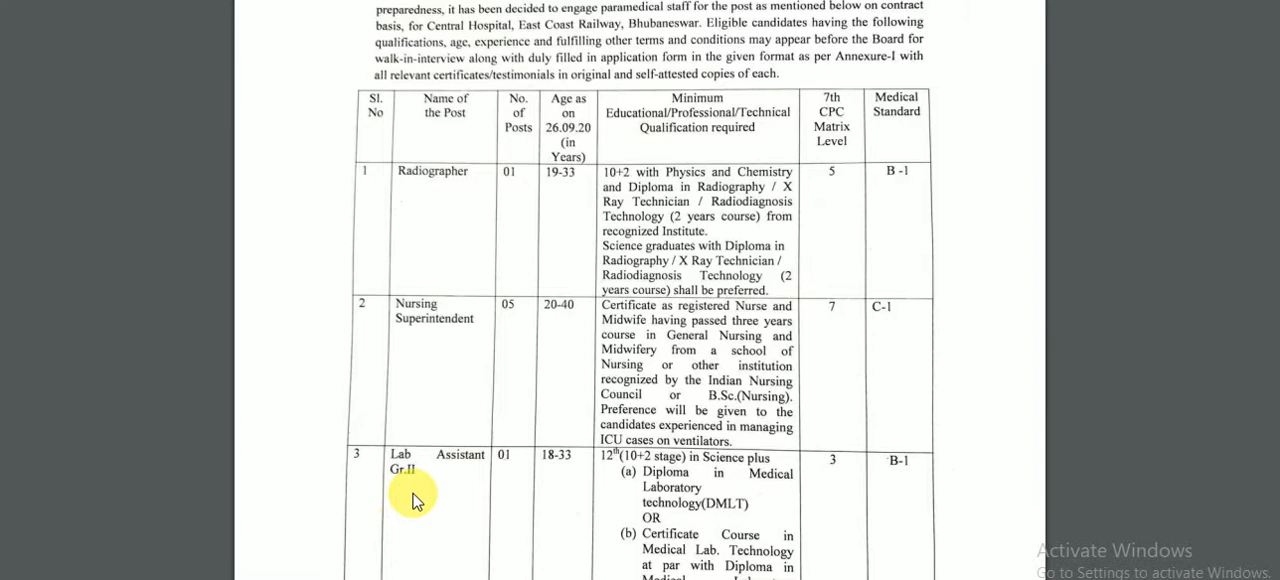 preparedness, it has been decided to engage paramedical staff for the post as mentioned below on contract
basis, for Central Hospital, East Coast Railway, Bhubaneswar. Eligible candidates having the following
qualifications, age, experience and fulfilling other terms and conditions may appear before the Board for
walk-in-interview along with duly filled in application form in the given format as per Annexure-I with
all relevant certificates/testimonials in original and self-attested copies of each.
Sl. No
Name of the Post
No. of Posts
Age as on 26.09.20 (in Years)
Minimum
Educational/Professional/Technical
Qualification required
7th CPC Matrix Level
Medical Standard
1
Radiographer
01
19-33
10+2 with Physics and Chemistry
and Diploma in Radiography / X
Ray Technician / Radiodiagnosis
Technology (2 years course) from
recognized Institute.
Science graduates with Diploma in
Radiography / X Ray Technician /
Radiodiagnosis Technology (2
years course) shall be preferred.
5
B -1
2
Nursing
Superintendent
05
20-40
Certificate as registered Nurse and
Midwife having passed three years
course in General Nursing and
Midwifery from a school of
Nursing or other institution
recognized by the Indian Nursing
Council or B.Sc.(Nursing).
Preference will be given to the
candidates experienced in managing
ICU cases on ventilators.
7
C-1
3
Lab Assistant
Gr.II
01
18-33
12th(10+2 stage) in Science plus
(a) Diploma in Medical
Laboratory
technology(DMLT)
OR
(b) Certificate Course in
Medical Lab. Technology
at par with Diploma in
3
B-1
Activate Windows
Go to Settings to activate Windows.